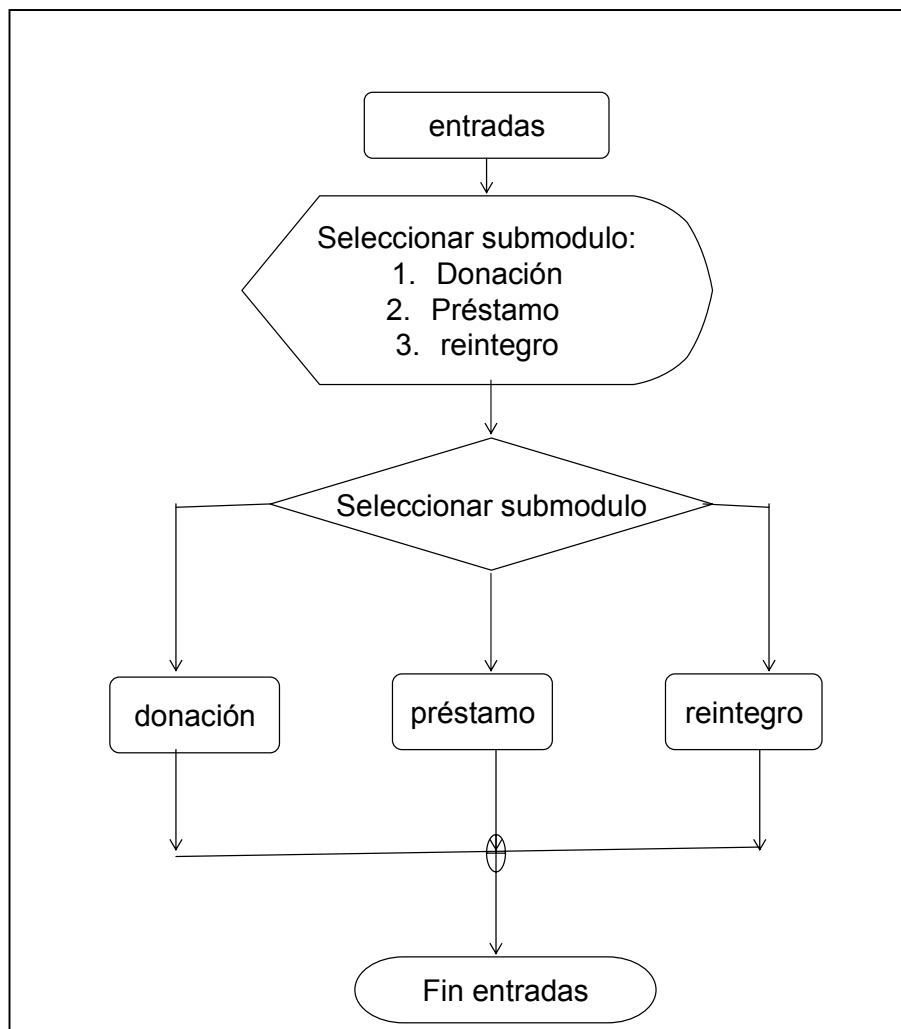 entradas
Seleccionar submodulo:
1. Donación
2. Préstamo
3. reintegro
Seleccionar submodulo
donación
préstamo
reintegro
Fin entradas